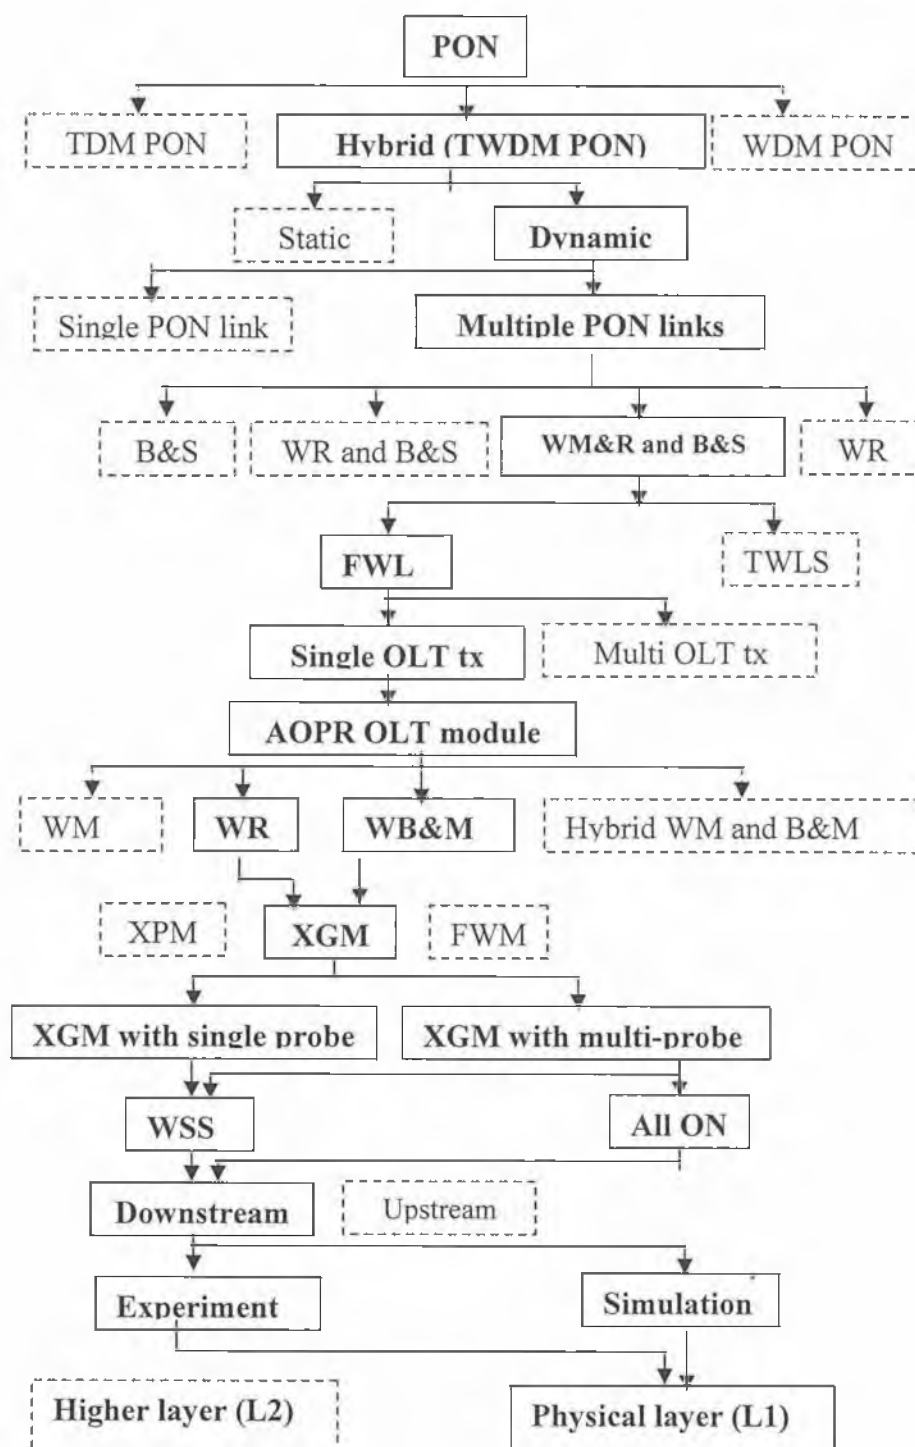 PON
TDM PON
Hybrid (TWDM PON)
WDM PON
Static
Dynamic
Single PON link
Multiple PON links
B&S
WR and B&S
WM&R and B&S
WR
FWL
TWLS
Single OLT tx
Multi OLT tx
AOPR OLT module
WM
WR
WB&M
Hybrid WM and B&M
XPM
XGM
FWM
XGM with single probe
XGM with multi-probe
WSS
All ON
Downstream
Upstream
Experiment
Simulation
Higher layer (L2)
Physical layer (L1)